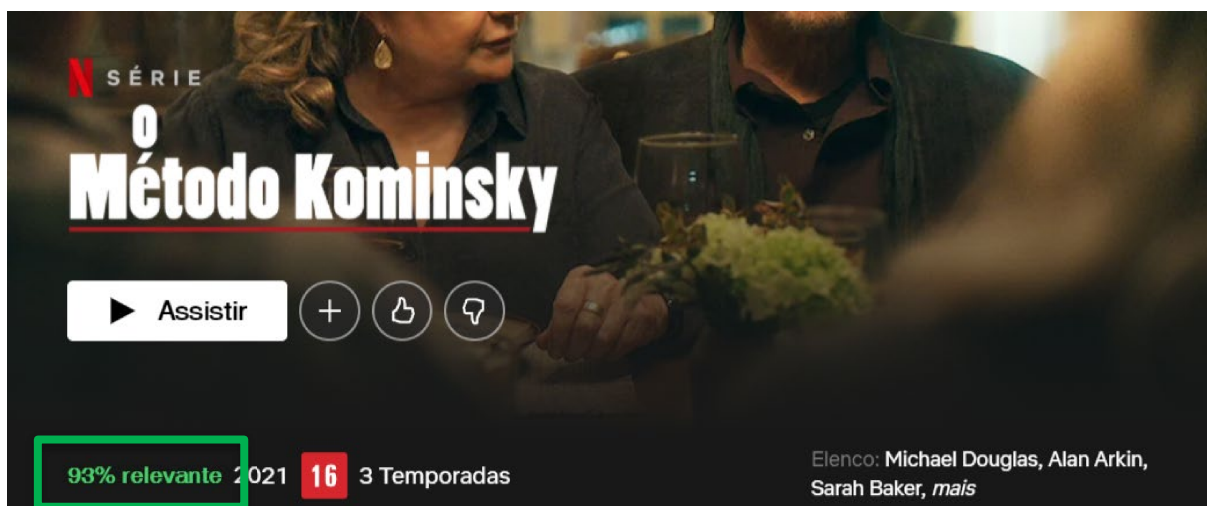 N SÉRIE
O
Método Kominsky
Assistir
93% relevante 2021 16 3 Temporadas
Elenco: Michael Douglas, Alan Arkin,
Sarah Baker, mais